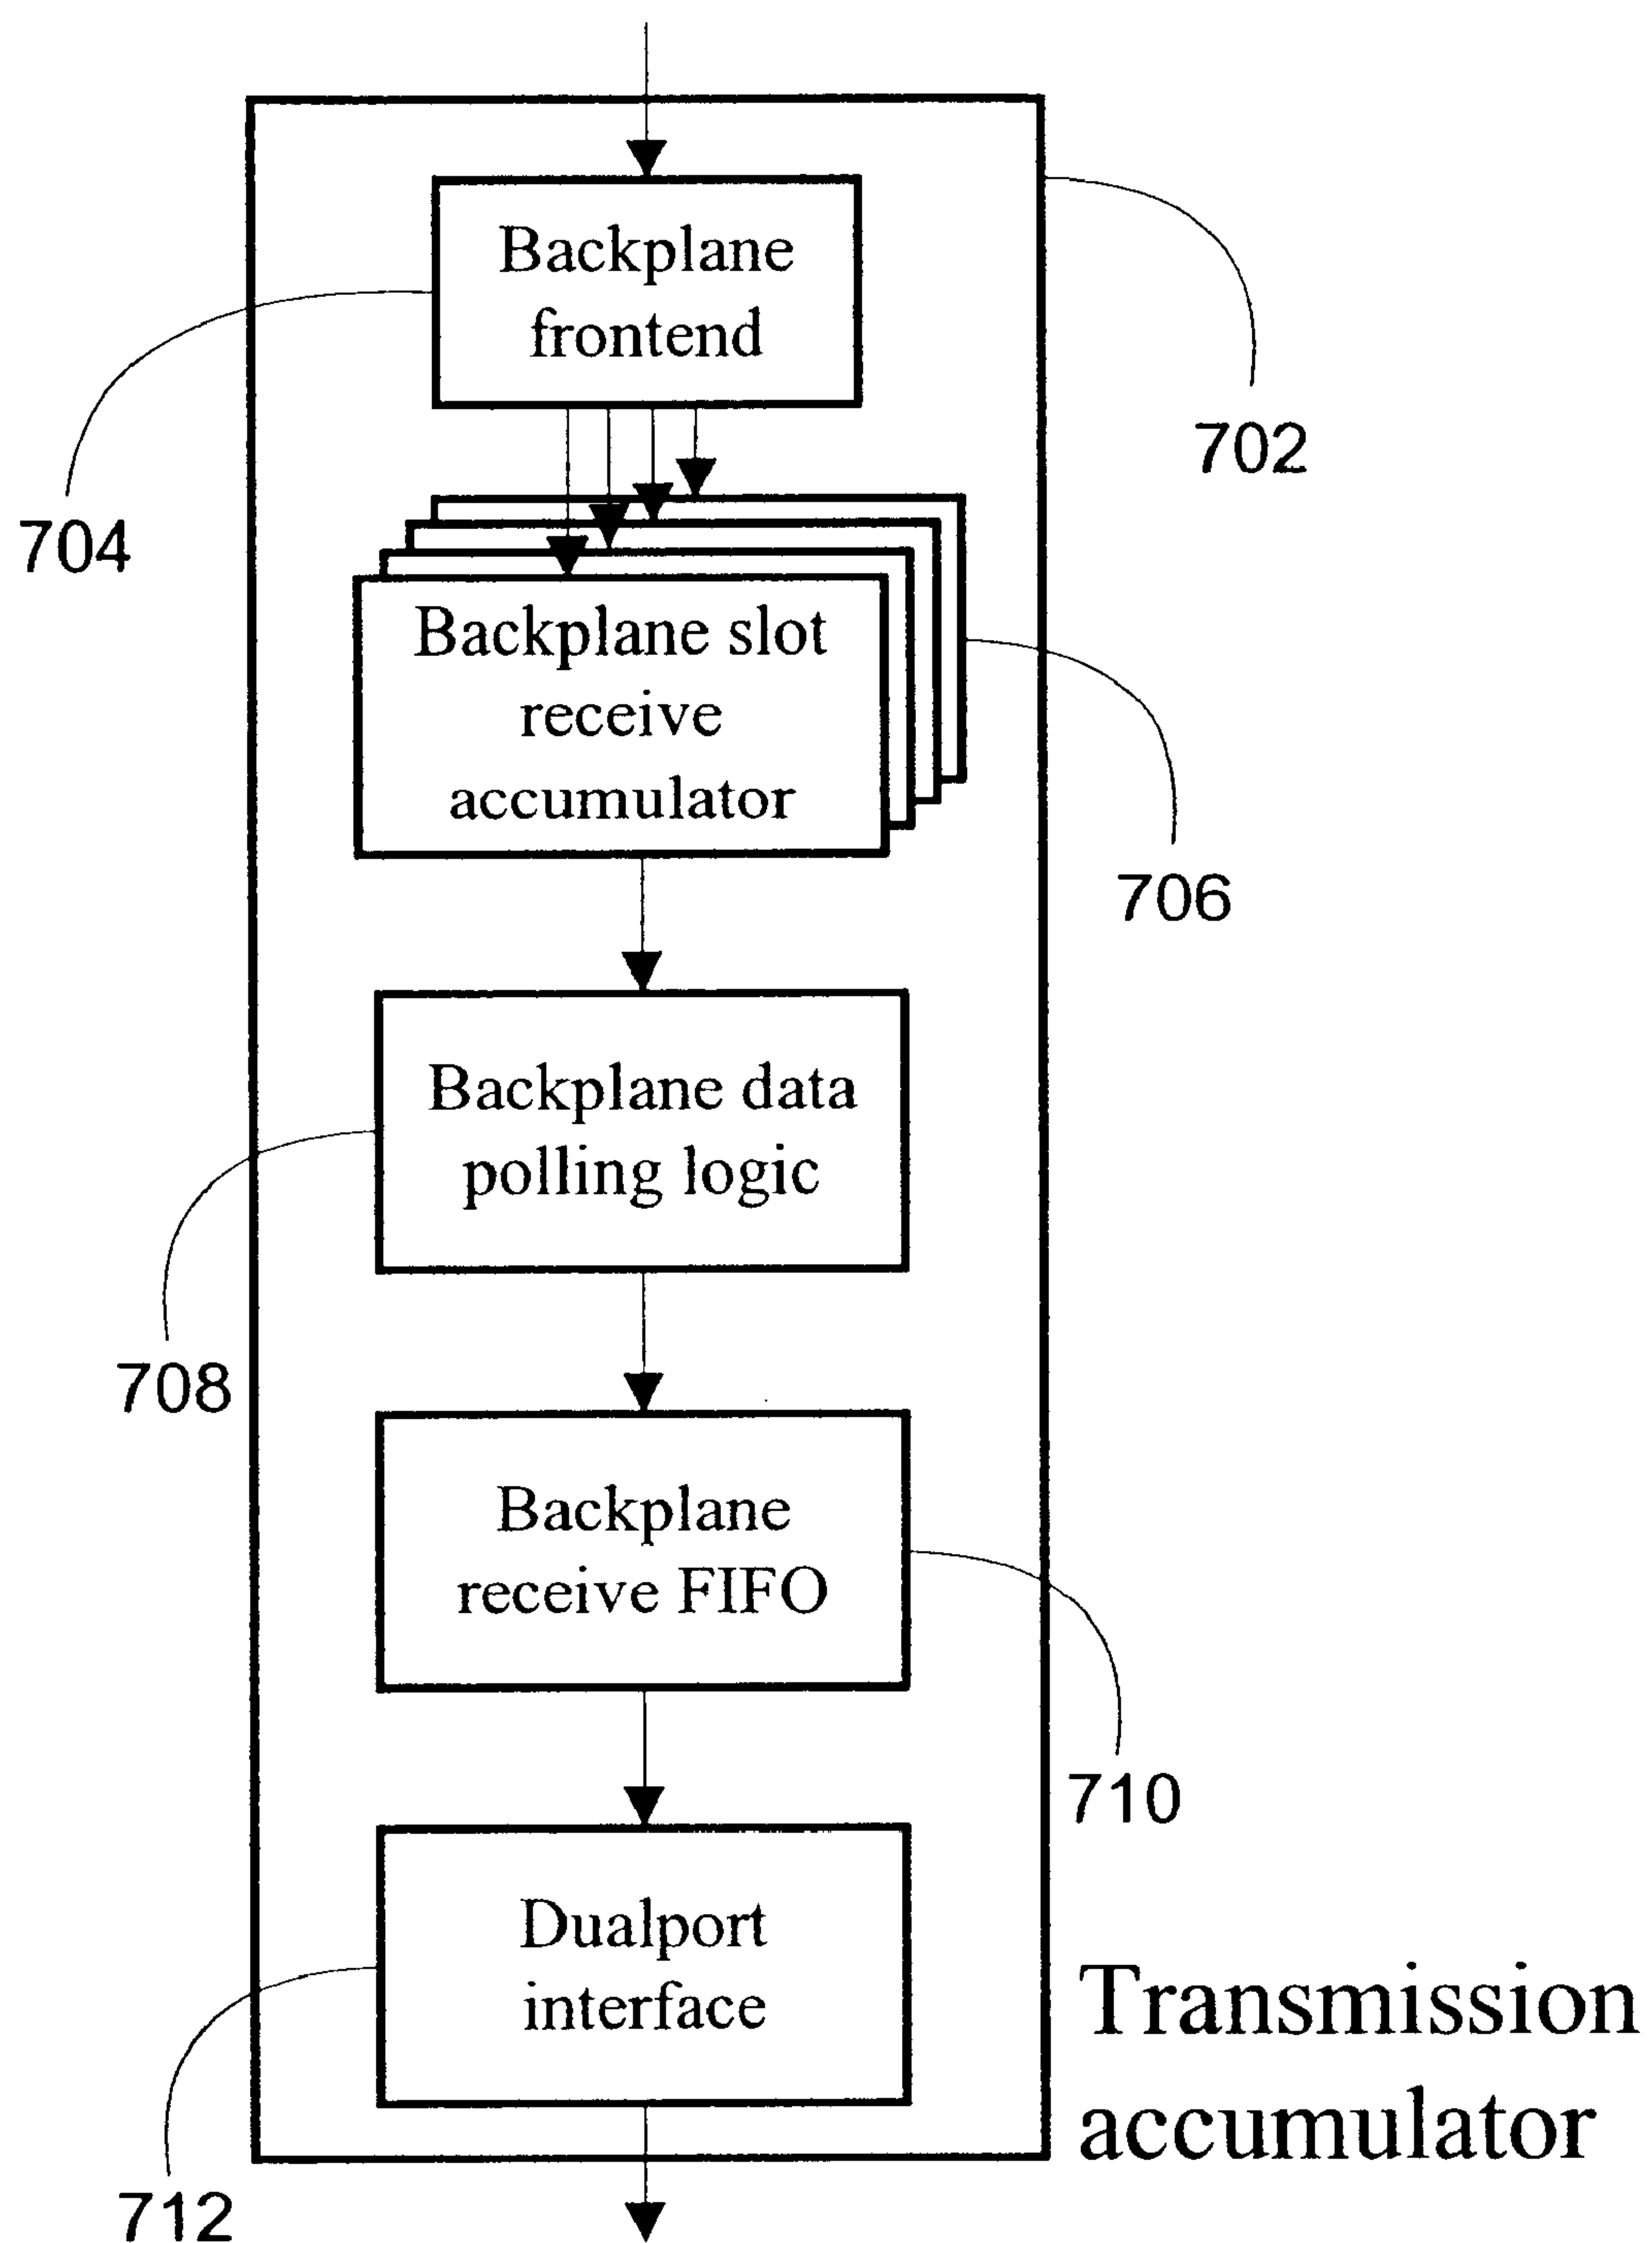 Backplane
frontend
702
704
Backplane slot
receive
accumulator
706
Backplane data
polling logic
708
Backplane
receive FIFO
710
Dualport
interface
712
Transmission
accumulator